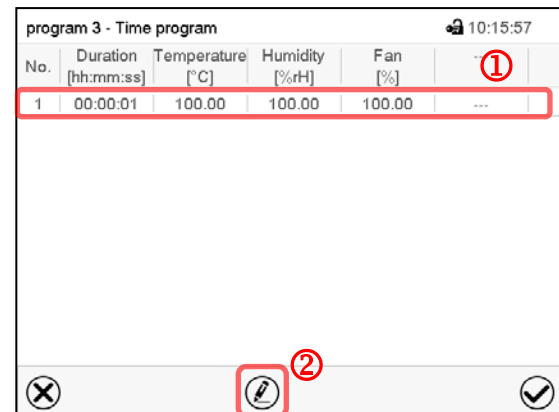 program 3 - Time program 10:15:57
No. Duration [hh:mm:ss] Temperature [°C] Humidity [%rH] Fan [%] ---
①
1 00:00:01 100.00 100.00 100.00 ---
②